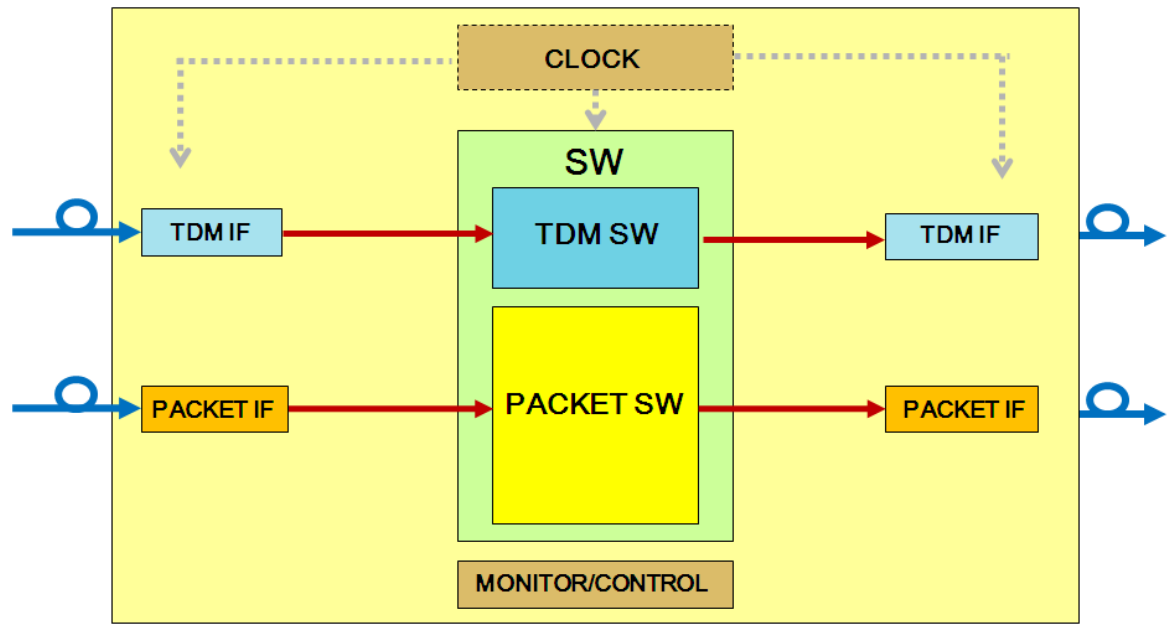 CLOCK
SW
TDM IF
TDM SW
TDM IF
PACKET IF
PACKET SW
PACKET IF
MONITOR/CONTROL